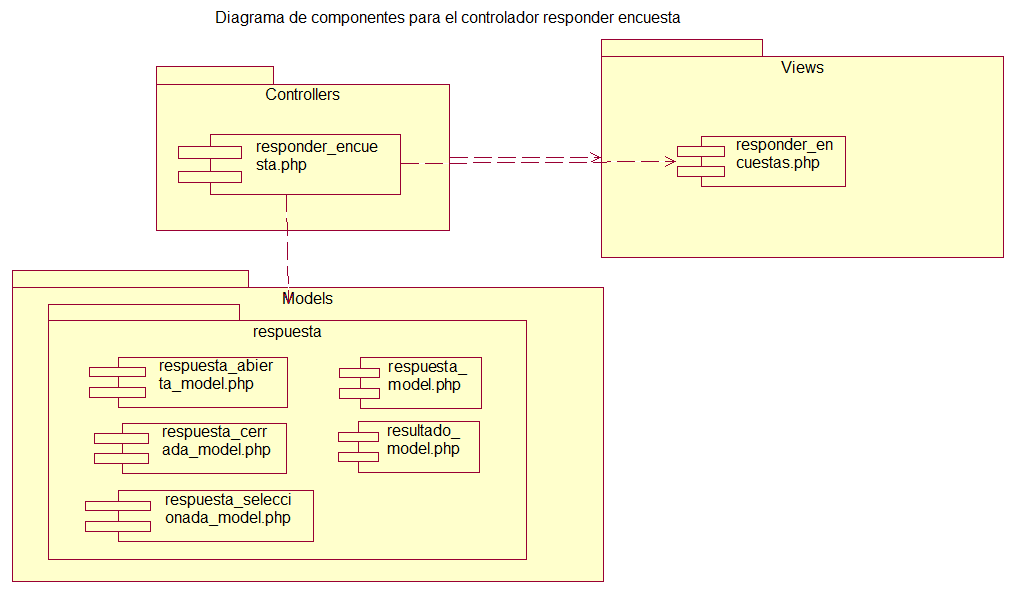 Diagrama de componentes para el controlador responder encuesta
Controllers
responder_encue
sta.php
Views
responder_en
cuestas.php
Models
respuesta
respuesta_abier
ta_model.php
respuesta_
model.php
respuesta_cerr
ada_model.php
resultado_
model.php
respuesta_selecci
onada_model.php